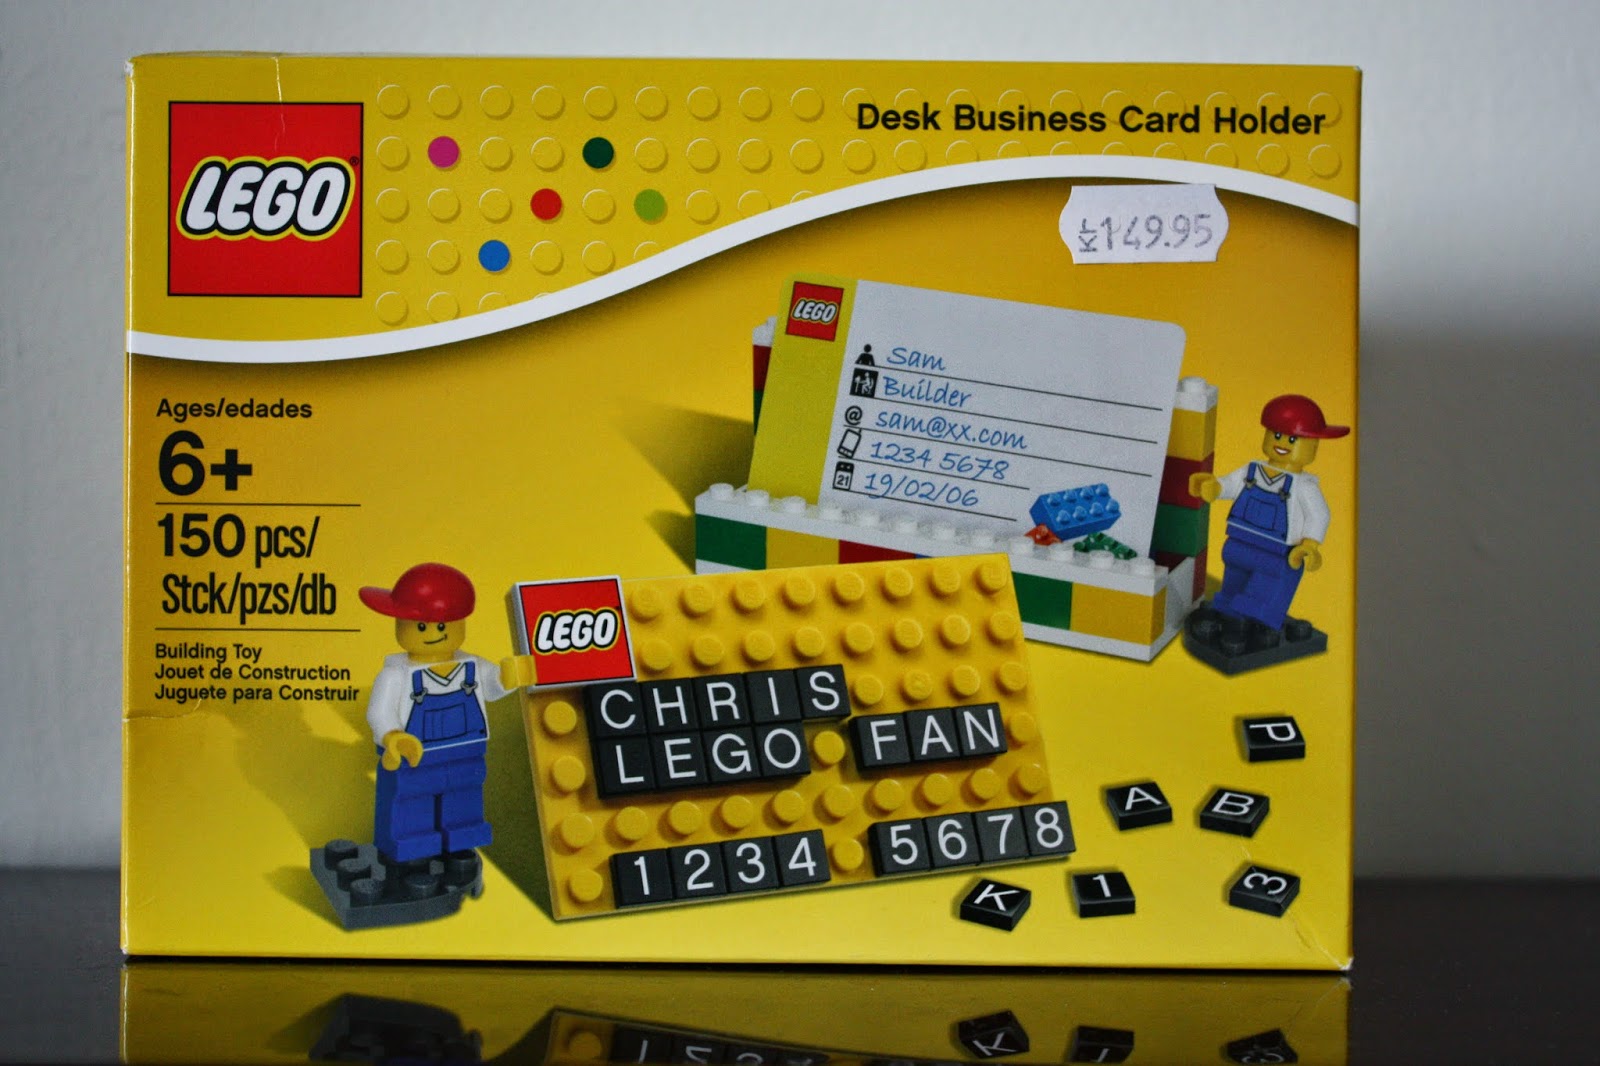 LEGO®
Desk Business Card Holder
149.95
Ages/edades
6+
150 pcs/
Stck/pzs/db
Building Toy
Jouet de Construction
Juguete para Construir
LEGO
Sam
Builder
@ sam@xx.com
1234 5678
21 19/02/06
LEGO
CHRIS
LEGO FAN
1234 5678
P
A B
K 1 3